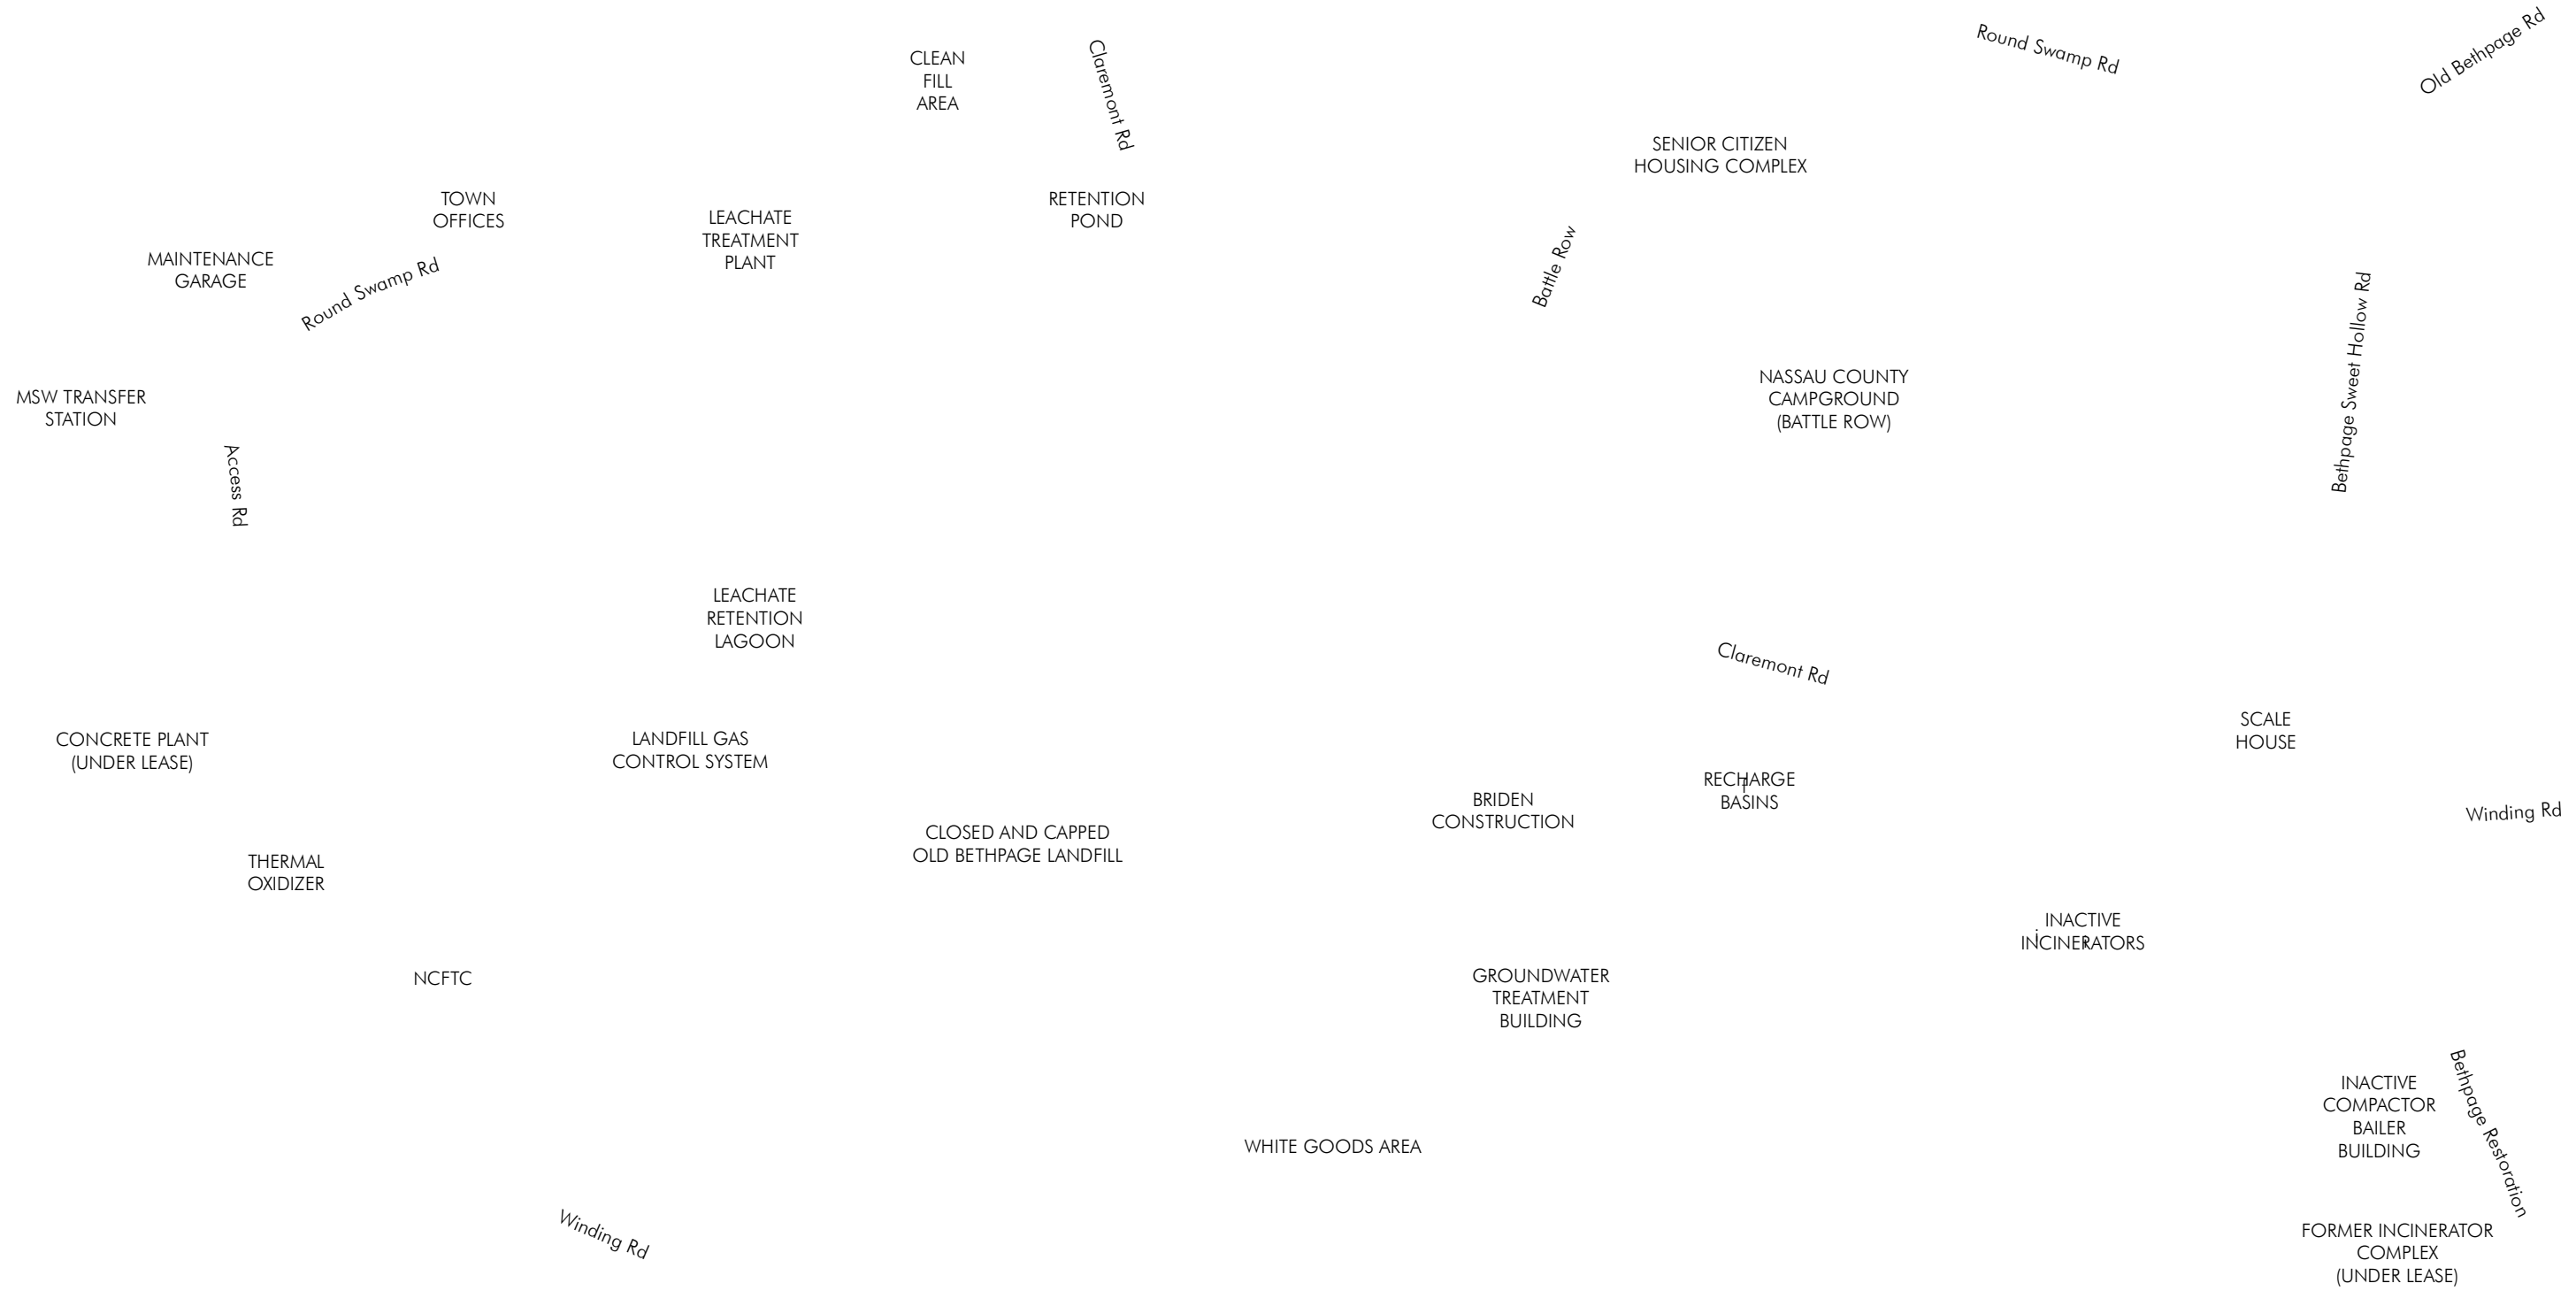 Round Swamp Rd
Old Bethpage Rd
CLEAN
FILL
AREA
Claremont Rd
SENIOR CITIZEN
HOUSING COMPLEX
TOWN
OFFICES
LEACHATE
TREATMENT
PLANT
RETENTION
POND
Battle Row
MAINTENANCE
GARAGE
Round Swamp Rd
Bethpage Sweet Hollow Rd
NASSAU COUNTY
CAMPGROUND
(BATTLE ROW)
MSW TRANSFER
STATION
Access Rd
LEACHATE
RETENTION
LAGOON
Claremont Rd
SCALE
HOUSE
CONCRETE PLANT
(UNDER LEASE)
LANDFILL GAS
CONTROL SYSTEM
RECHARGE
BASINS
BRIDEN
CONSTRUCTION
Winding Rd
CLOSED AND CAPPED
OLD BETHPAGE LANDFILL
THERMAL
OXIDIZER
INACTIVE
INCINERATORS
NCFTC
GROUNDWATER
TREATMENT
BUILDING
INACTIVE
COMPACTOR
BAILER
BUILDING
Bethpage Restoration
WHITE GOODS AREA
Winding Rd
FORMER INCINERATOR
COMPLEX
(UNDER LEASE)